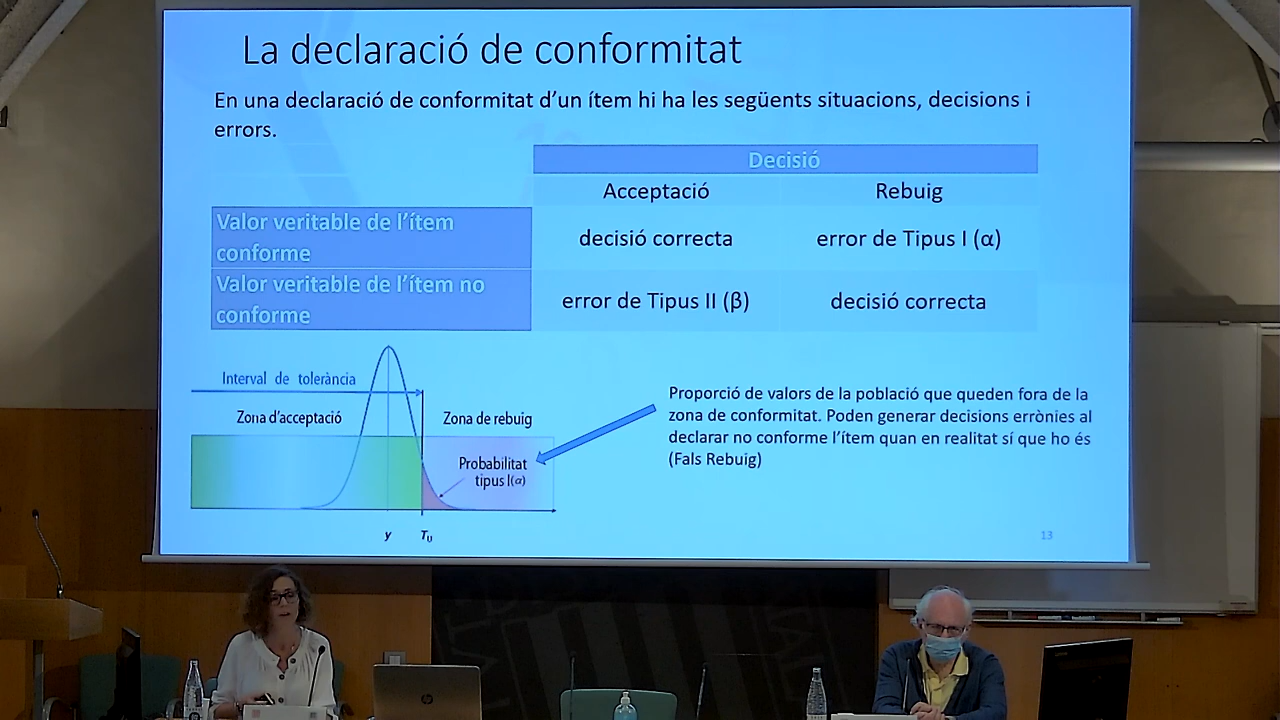 La declaració de conformitat
En una declaració de conformitat d’un ítem hi ha les següents situacions, decisions i
errors.
Decisió
Acceptació Rebuig
Valor veritable de l’ítem
conforme
decisió correcta error de Tipus I (α)
Valor veritable de l’ítem no
conforme
error de Tipus II (β) decisió correcta
Interval de tolerància
Zona d’acceptació Zona de rebuig
Probabilitat
tipus I(α)
y TU
Proporció de valors de la població que queden fora de la
zona de conformitat. Poden generar decisions errònies al
declarar no conforme l’ítem quan en realitat sí que ho és
(Fals Rebuig)
13
hp